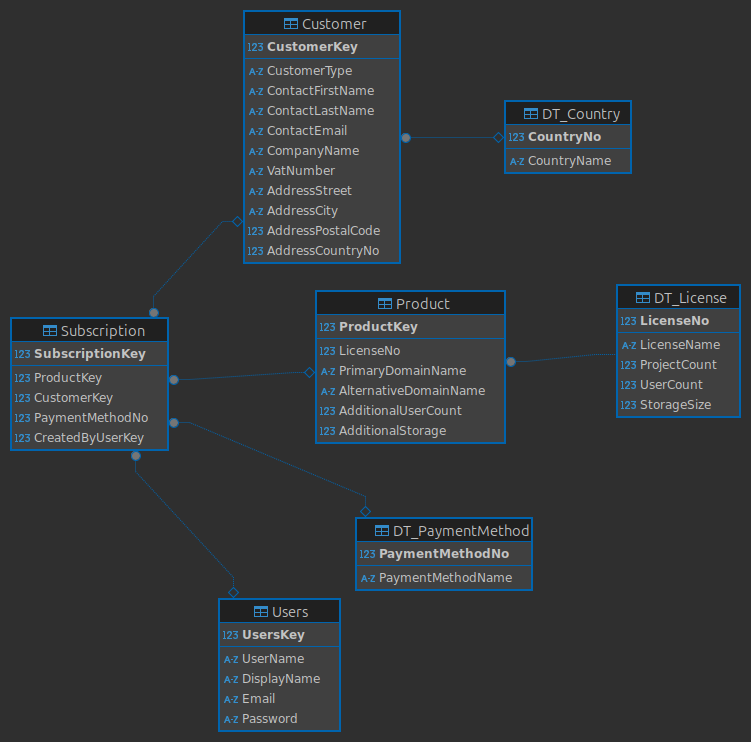 Customer
123 CustomerKey
A-Z CustomerType
A-Z ContactFirstName
A-Z ContactLastName
A-Z ContactEmail
A-Z CompanyName
A-Z VatNumber
A-Z AddressStreet
A-Z AddressCity
123 AddressPostalCode
123 AddressCountryNo
DT_Country
123 CountryNo
A-Z CountryName
Subscription
123 SubscriptionKey
123 ProductKey
123 CustomerKey
123 PaymentMethodNo
123 CreatedByUserKey
Product
123 ProductKey
123 LicenseNo
A-Z PrimaryDomainName
A-Z AlternativeDomainName
123 AdditionalUserCount
123 AdditionalStorage
DT_License
123 LicenseNo
A-Z LicenseName
123 ProjectCount
123 UserCount
123 StorageSize
DT_PaymentMethod
123 PaymentMethodNo
A-Z PaymentMethodName
Users
123 UsersKey
A-Z UserName
A-Z DisplayName
A-Z Email
A-Z Password